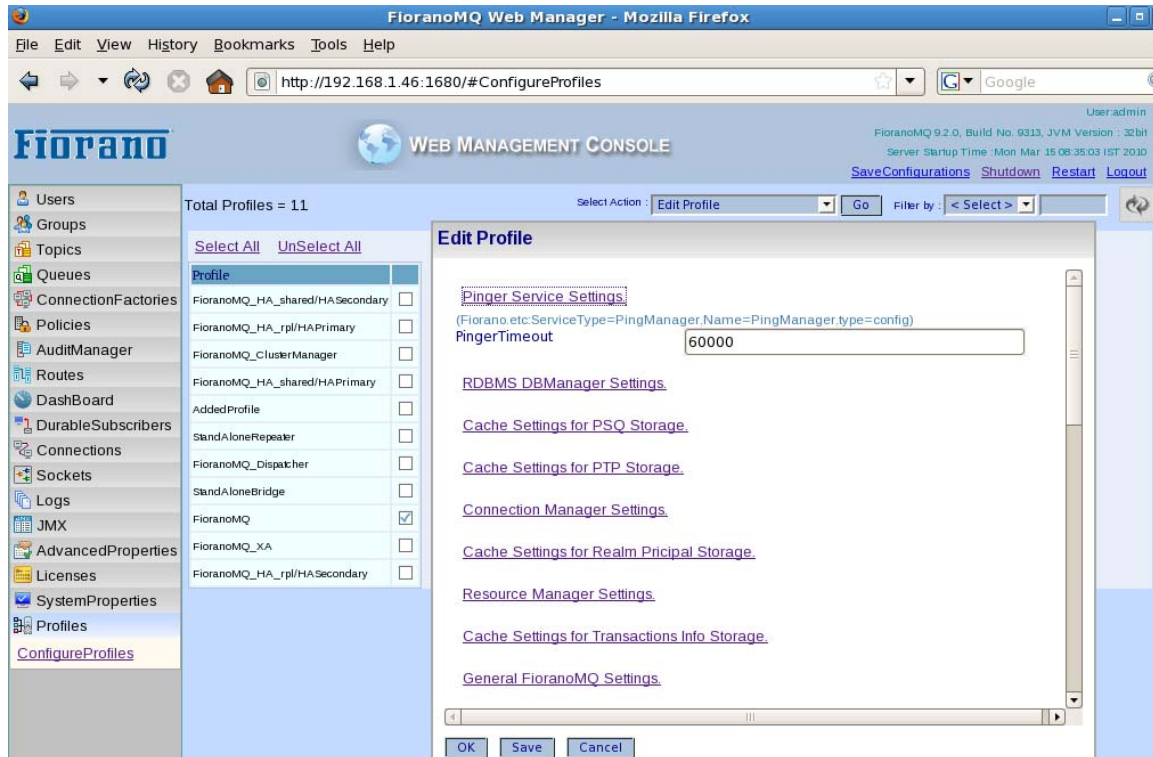 FioranoMQ Web Manager - Mozilla Firefox
File Edit View History Bookmarks Tools Help
http://192.168.1.46:1680/#ConfigureProfiles
G Google
User:admin
Fiorano
WEB MANAGEMENT CONSOLE
FioranoMQ 9.2.0, Build No. 9313, JVM Version : 32bit
Server Startup Time :Mon Mar 15 08:35:03 IST 2010
SaveConfigurations Shutdown Restart Logout
Users
Groups
Topics
Queues
ConnectionFactories
Policies
AuditManager
Routes
DashBoard
DurableSubscribers
Connections
Sockets
Logs
JMX
AdvancedProperties
Licenses
SystemProperties
Profiles
ConfigureProfiles
Total Profiles = 11
Select Action : Edit Profile Go Filter by : < Select >
Select All UnSelect All
Profile
FioranoMQ_HA_shared/HASecondary
FioranoMQ_HA_rpl/HAPrimary
FioranoMQ_ClusterManager
FioranoMQ_HA_shared/HAPrimary
AddedProfile
StandAloneRepeater
FioranoMQ_Dispatcher
StandAloneBridge
FioranoMQ
FioranoMQ_XA
FioranoMQ_HA_rpl/HASecondary
Edit Profile
Pinger Service Settings.
(Fiorano.etc:ServiceType=PingManager,Name=PingManager,type=config)
PingerTimeout 60000
RDBMS DBManager Settings.
Cache Settings for PSQ Storage.
Cache Settings for PTP Storage.
Connection Manager Settings.
Cache Settings for Realm Pricipal Storage.
Resource Manager Settings.
Cache Settings for Transactions Info Storage.
General FioranoMQ Settings.
OK Save Cancel